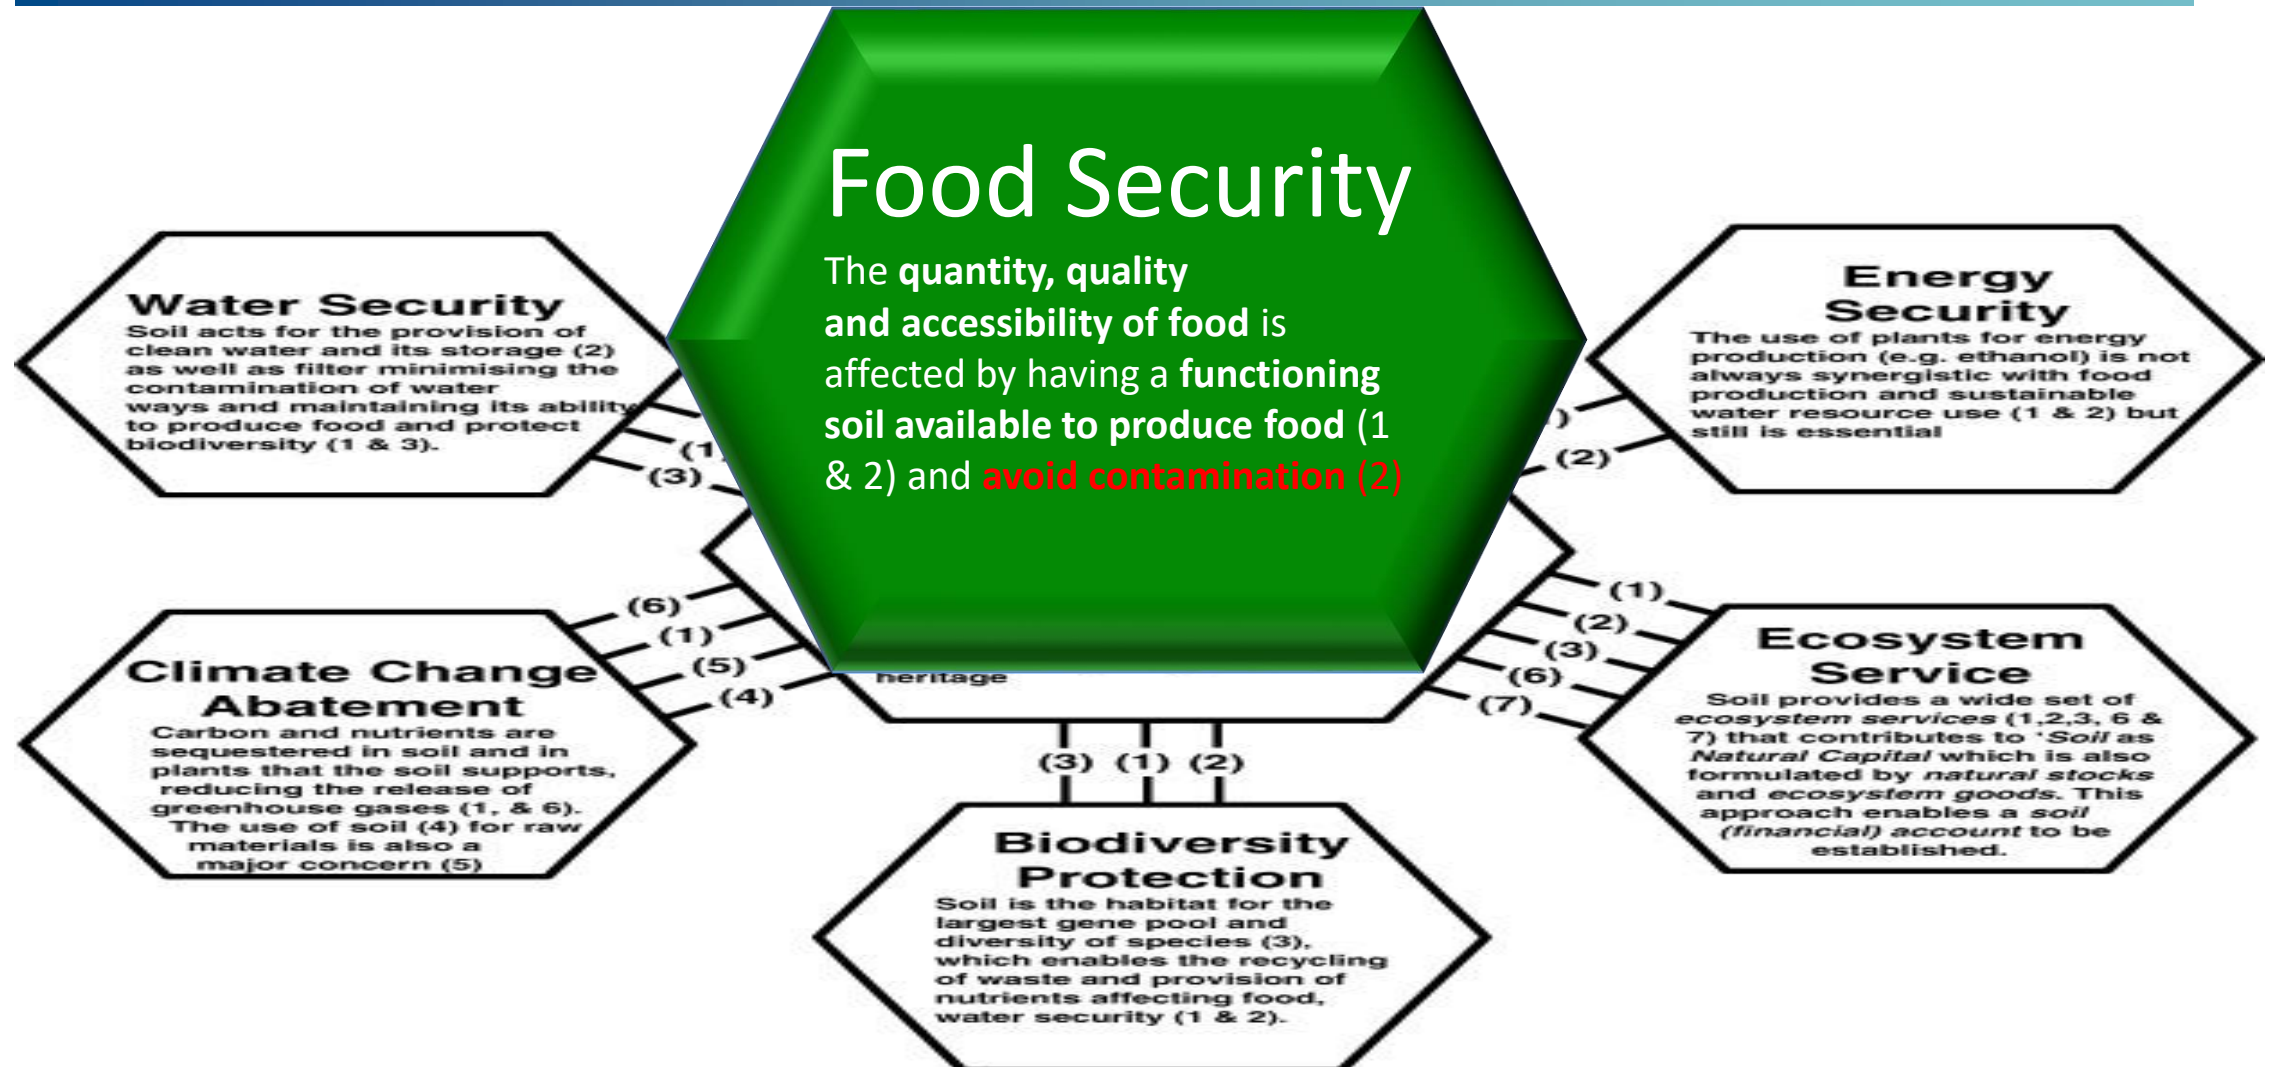 Food Security
The quantity, quality
and accessibility of food is
affected by having a functioning
soil available to produce food (1
& 2) and avoid contamination (2)
Water Security
Soil acts for the provision of
clean water and its storage (2)
as well as filter minimising the
contamination of water
ways and maintaining its ability
to produce food and protect
biodiversity (1 & 3).
(1
(3)
Energy
Security
The use of plants for energy
production (e.g. ethanol) is not
always synergistic with food
production and sustainable
water resource use (1 & 2) but
still is essential
)
(2)
Climate Change
Abatement
Carbon and nutrients are
sequestered in soil and in
plants that the soil supports,
reducing the release of
greenhouse gases (1, & 6).
The use of soil (4) for raw
materials is also a
major concern (5)
(6)
(1)
(5)
(4)
heritage
(1)
(2)
(3)
(6)
(7)
Ecosystem
Service
Soil provides a wide set of
ecosystem services (1,2,3, 6 &
7) that contributes to 'Soil as
Natural Capital which is also
formulated by natural stocks
and ecosystem goods. This
approach enables a soil
(financial) account to be
established.
(3) (1) (2)
Biodiversity
Protection
Soil is the habitat for the
largest gene pool and
diversity of species (3),
which enables the recycling
of waste and provision of
nutrients affecting food,
water security (1 & 2).